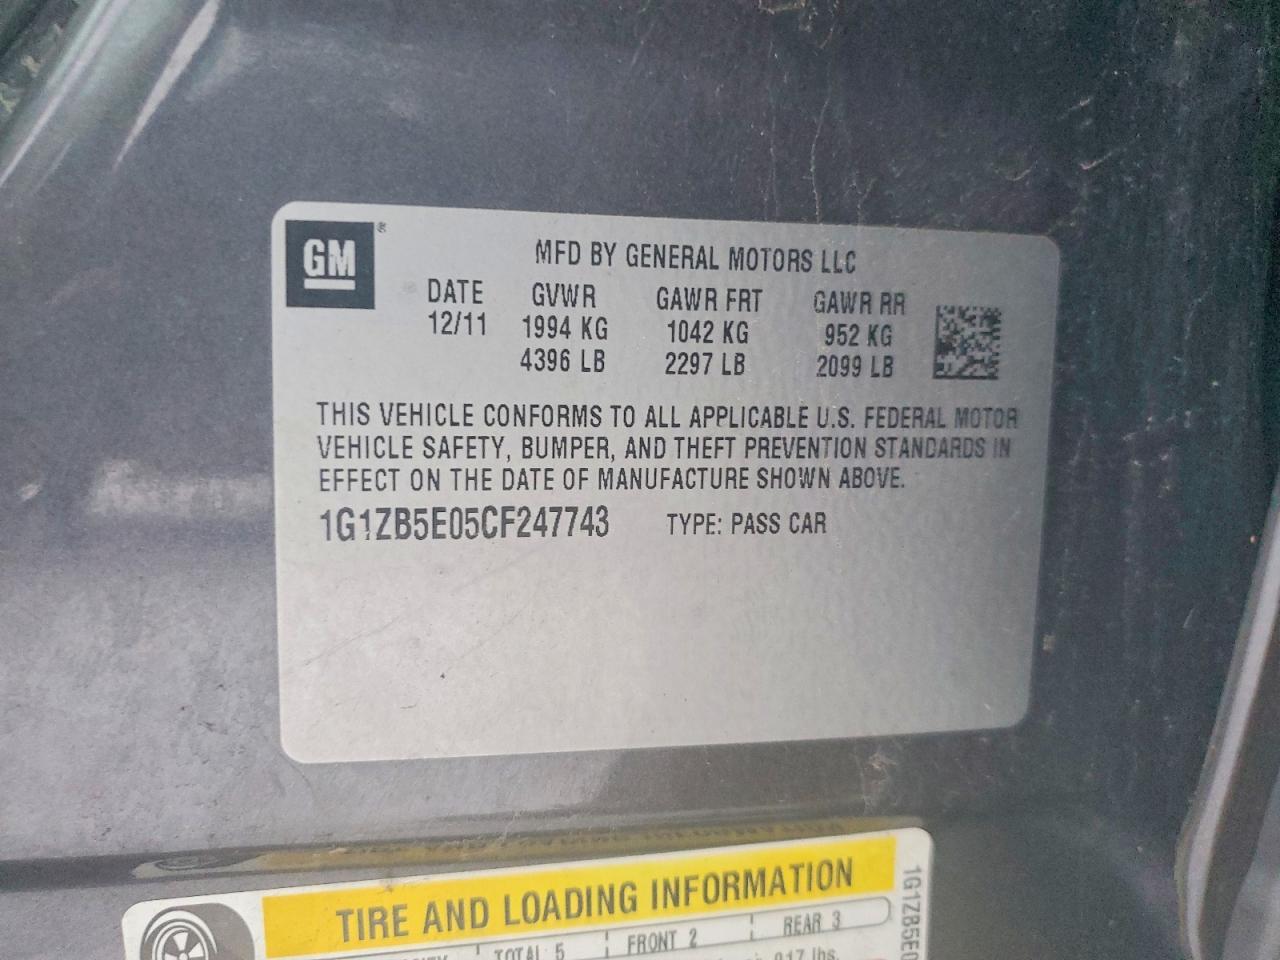 GM ®
MFD BY GENERAL MOTORS LLC
DATE GVWR GAWR FRT GAWR RR
12/11 1994 KG 1042 KG 952 KG
4396 LB 2297 LB 2099 LB
THIS VEHICLE CONFORMS TO ALL APPLICABLE U.S. FEDERAL MOTOR
VEHICLE SAFETY, BUMPER, AND THEFT PREVENTION STANDARDS IN
EFFECT ON THE DATE OF MANUFACTURE SHOWN ABOVE.
1G1ZB5E05CF247743 TYPE: PASS CAR
TIRE AND LOADING INFORMATION
TOTAL 5 FRONT 2 REAR 3
917 lbs.
1G1ZB5E0